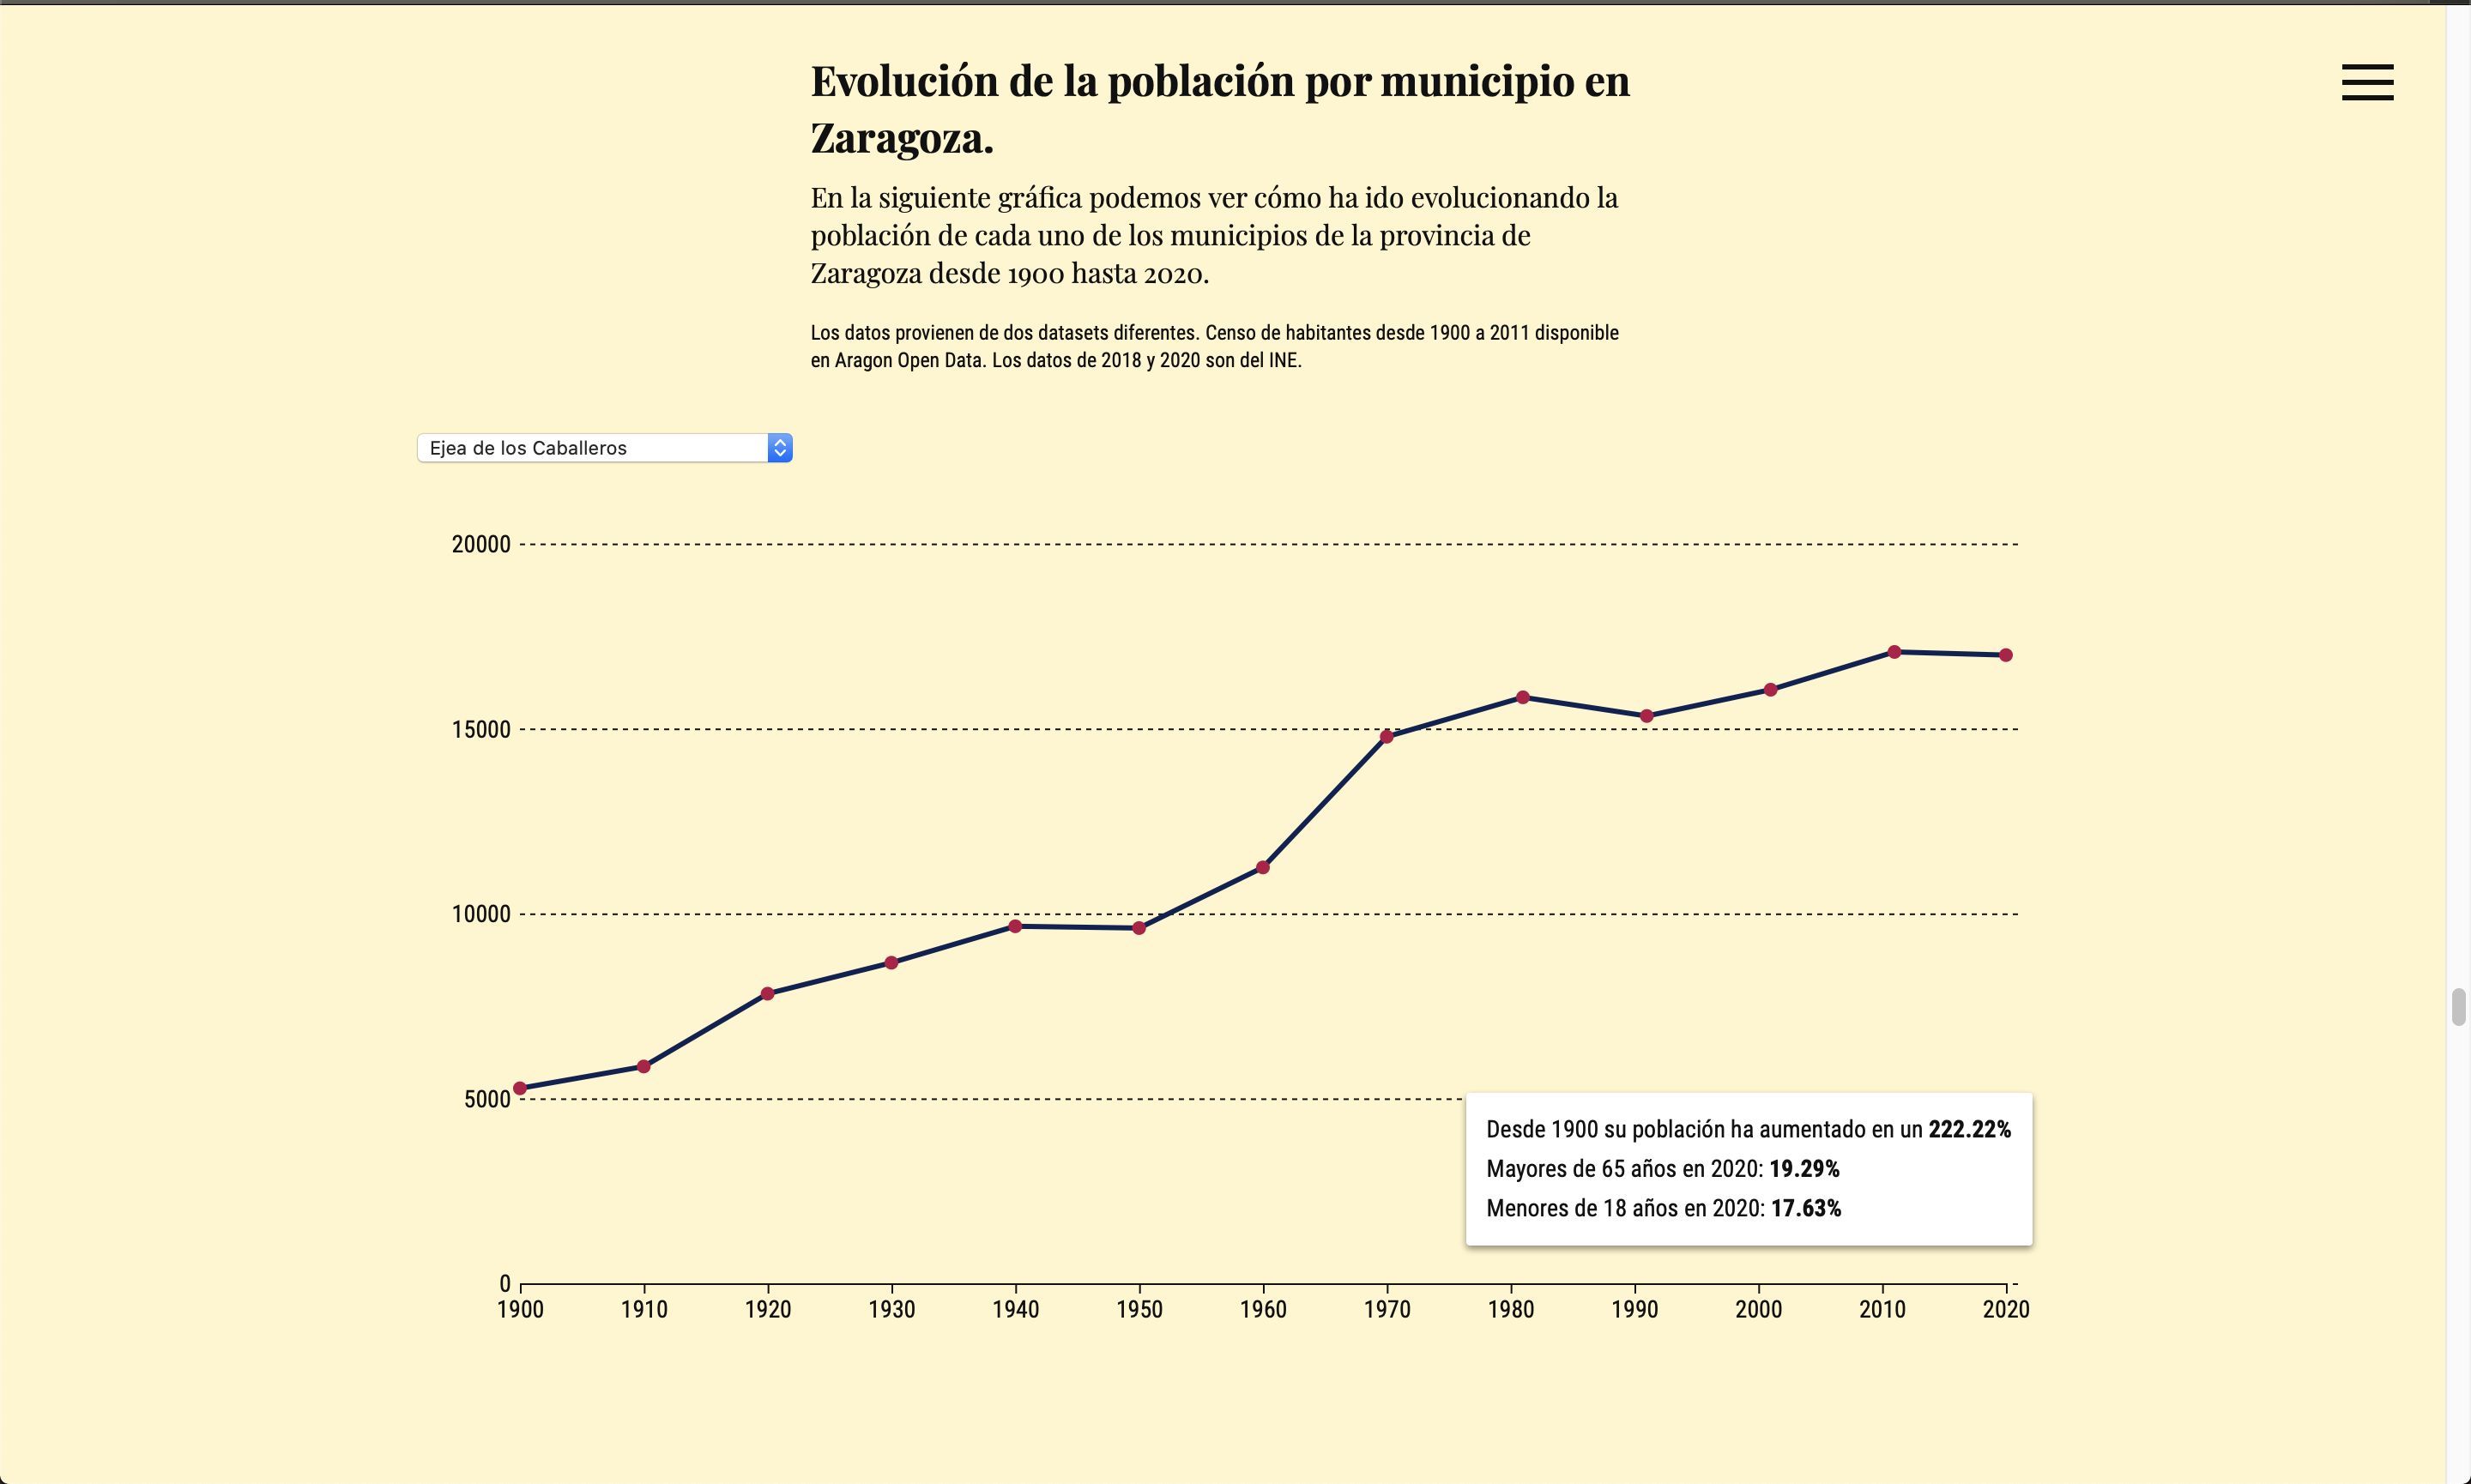 Evolución de la población por municipio en
Zaragoza.
En la siguiente gráfica podemos ver cómo ha ido evolucionando la
población de cada uno de los municipios de la provincia de
Zaragoza desde 1900 hasta 2020.
Los datos provienen de dos datasets diferentes. Censo de habitantes desde 1900 a 2011 disponible
en Aragon Open Data. Los datos de 2018 y 2020 son del INE.
Ejea de los Caballeros
20000
15000
10000
5000
Desde 1900 su población ha aumentado en un 222.22%
Mayores de 65 años en 2020: 19.29%
Menores de 18 años en 2020: 17.63%
0
1900 1910 1920 1930 1940 1950 1960 1970 1980 1990 2000 2010 2020